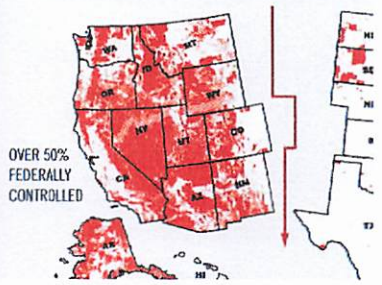 WA
MT
ID
OR
WY
NV
UT
CO
CA
AZ
NM
AK
HI
OVER 50%
FEDERALLY
CONTROLLED